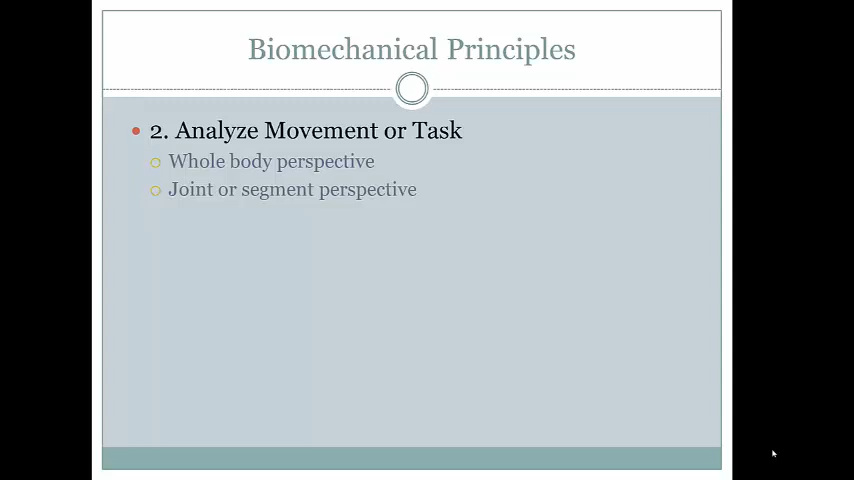 Biomechanical Principles
2. Analyze Movement or Task
Whole body perspective
Joint or segment perspective